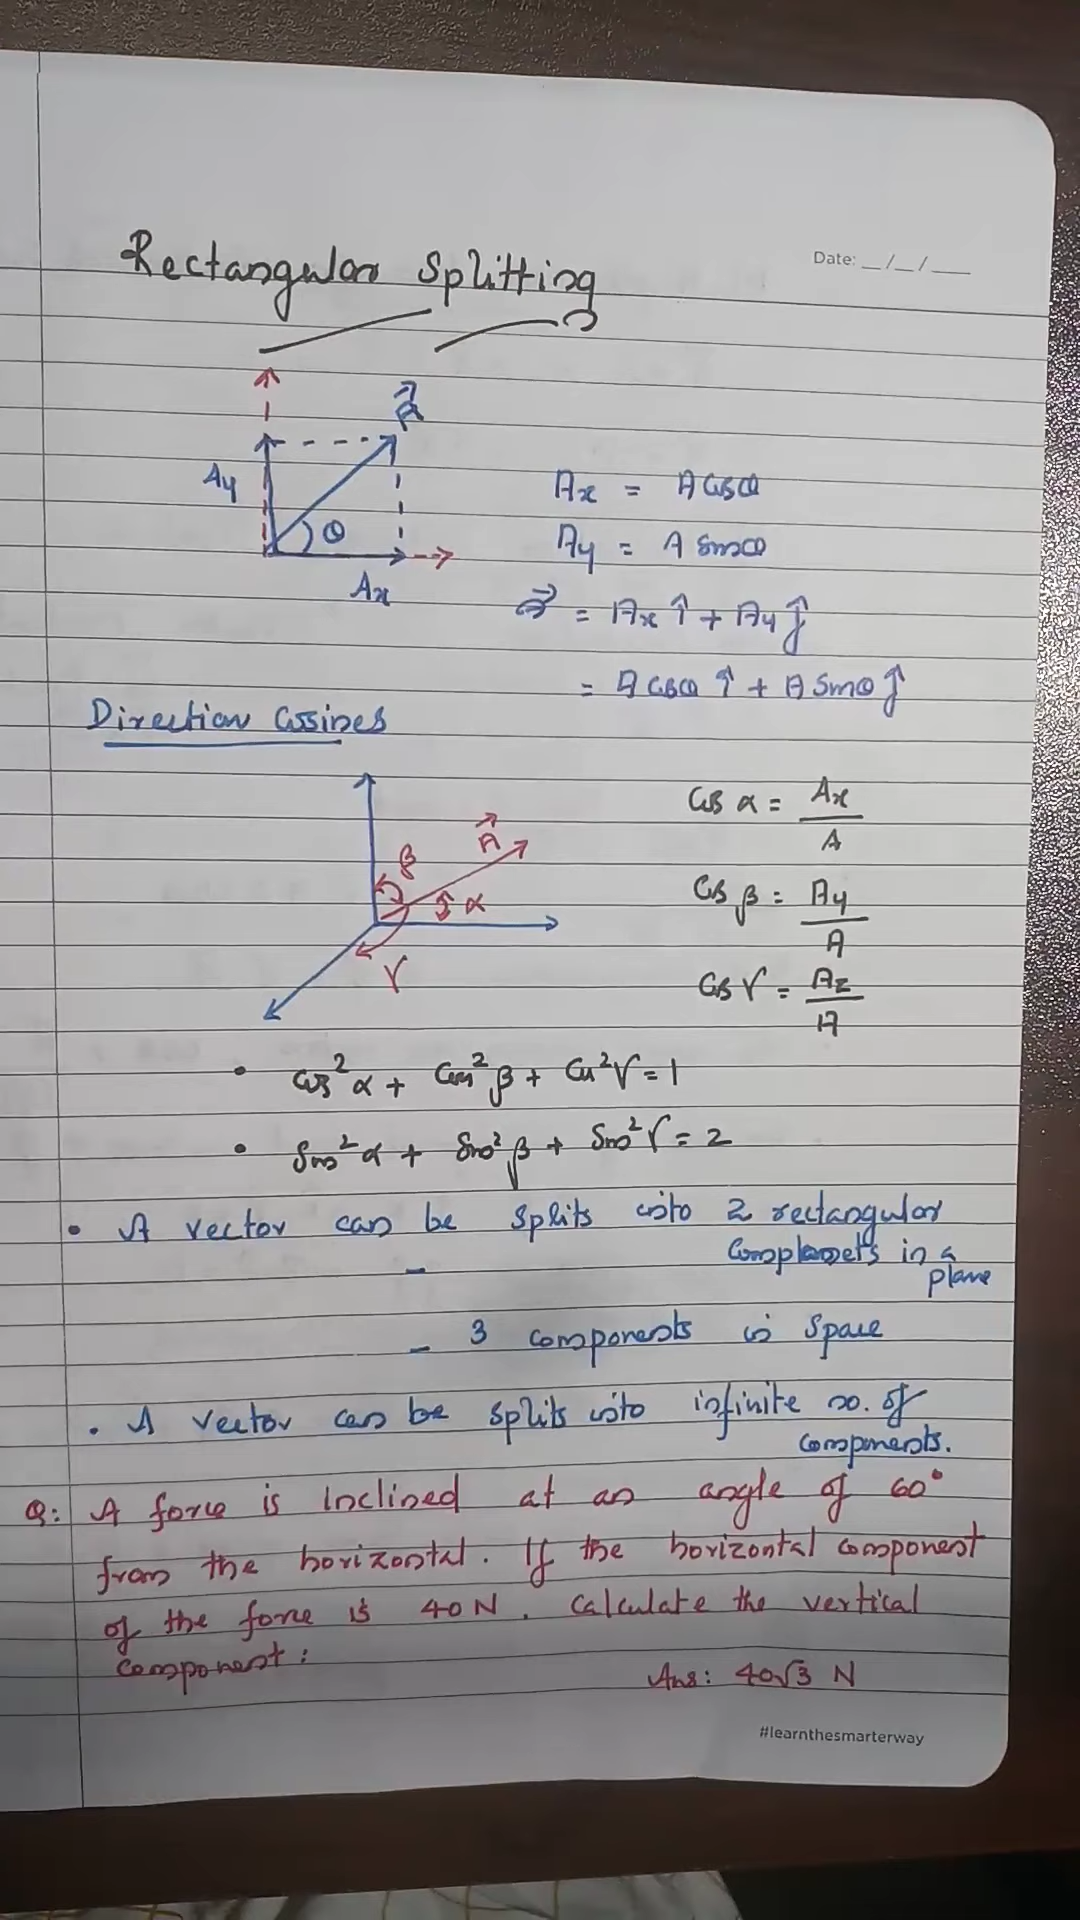 Rectangular Splitting
Date: __/__/___
A⃗
Ay
θ
Ax
Ax = A cosθ
Ay = A sinθ
A⃗ = Ax î + Ay ĵ
= A cosθ î + A sinθ ĵ
Direction Cosines
cos α = Ax/A
A⃗
β
α
γ
cos β = Ay/A
cos γ = Az/A
• cos²α + cos²β + cos²γ = 1
• sin²α + sin²β + sin²γ = 2
• A vector can be splits into 2 rectangular
components in a
plane
– 3 components in space
• A vector can be splits into infinite no. of
components.
Q: A force is inclined at an angle of 60°
from the horizontal. If the horizontal component
of the force is 40 N. Calculate the vertical
component:
Ans: 40√3 N
#learnthesmarterway